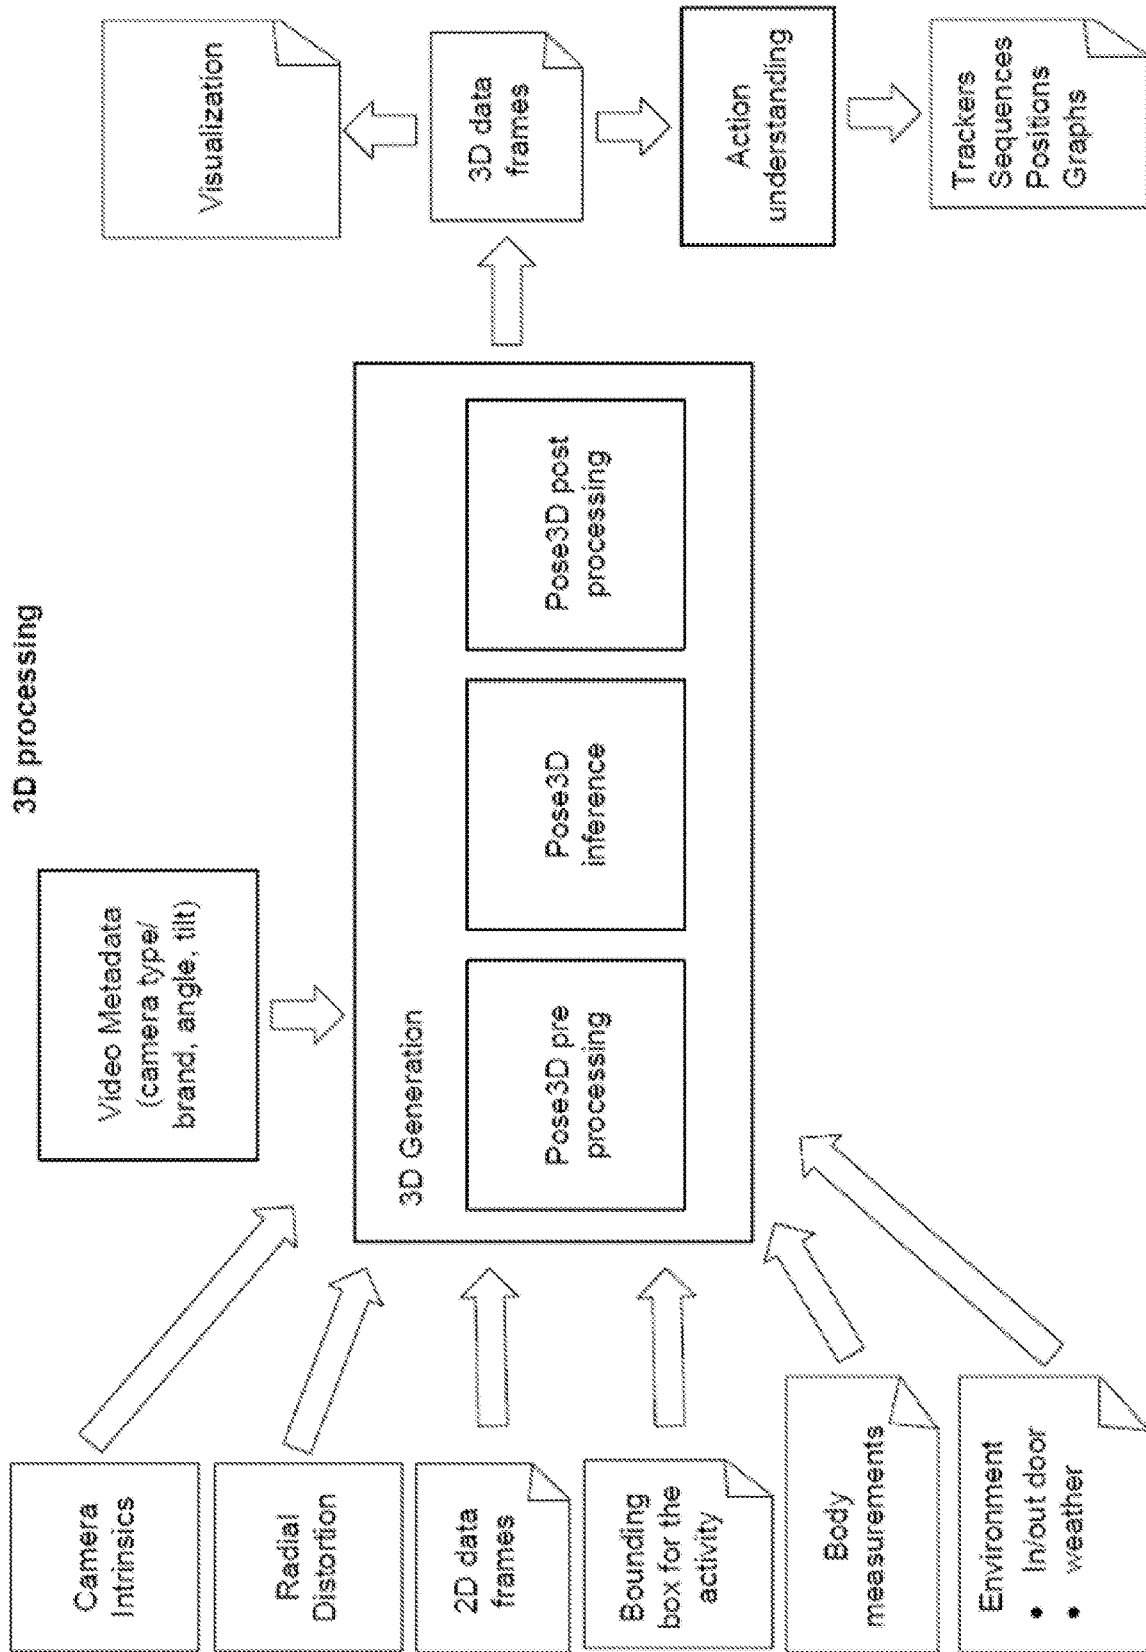 3D processing
Video Metadata
(camera type/
brand, angle, tilt)
Camera
Intrinsics
Radial
Distortion
2D data
frames
Bounding
box for the
activity
Body
measurements
Environment
• In/out door
• weather
3D Generation
Pose3D pre
processing
Pose3D
inference
Pose3D post
processing
Visualization
3D data
frames
Action
understanding
Trackers
Sequences
Positions
Graphs